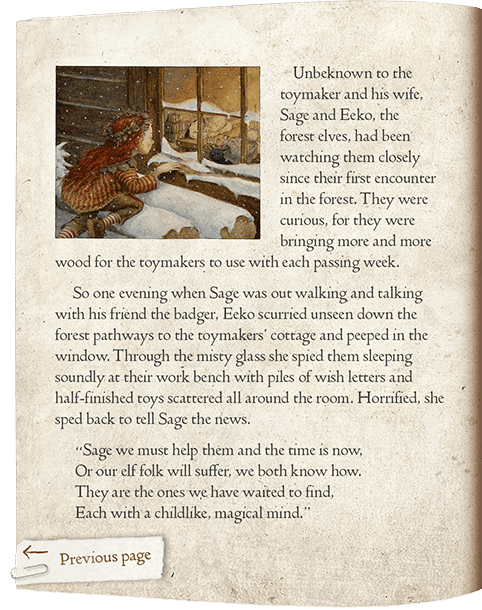 Unbeknown to the
toymaker and his wife,
Sage and Eeko, the
forest elves, had been
watching them closely
since their first encounter
in the forest. They were
curious, for they were
bringing more and more
wood for the toymakers to use with each passing week.
So one evening when Sage was out walking and talking
with his friend the badger, Eeko scurried unseen down the
forest pathways to the toymakers' cottage and peeped in the
window. Through the misty glass she spied them sleeping
soundly at their work bench with piles of wish letters and
half-finished toys scattered all around the room. Horrified, she
sped back to tell Sage the news.
“Sage we must help them and the time is now,
Or our elf folk will suffer, we both know how.
They are the ones we have waited to find,
Each with a childlike, magical mind.”
Previous page